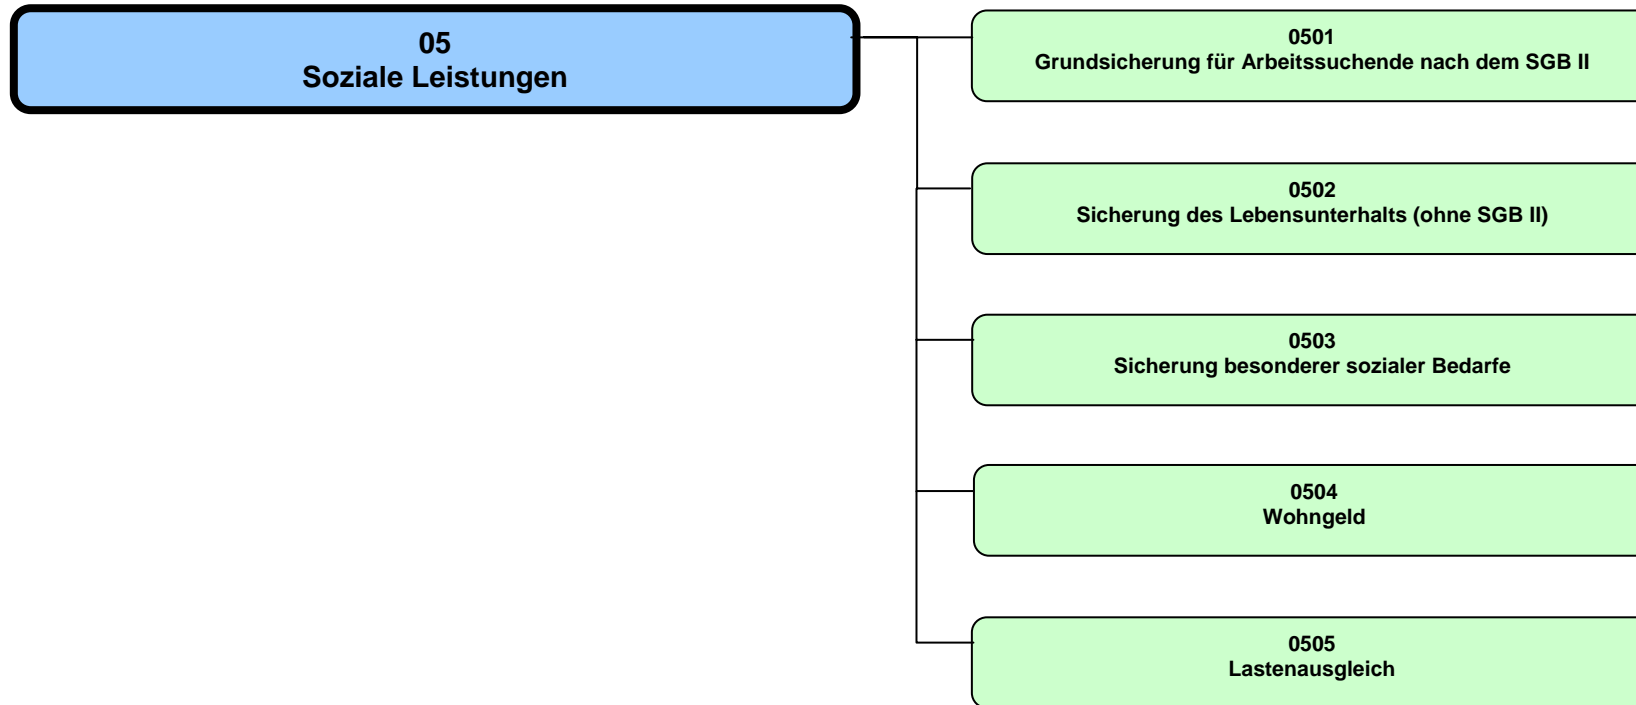 05
Soziale Leistungen
0501
Grundsicherung für Arbeitssuchende nach dem SGB II
0502
Sicherung des Lebensunterhalts (ohne SGB II)
0503
Sicherung besonderer sozialer Bedarfe
0504
Wohngeld
0505
Lastenausgleich